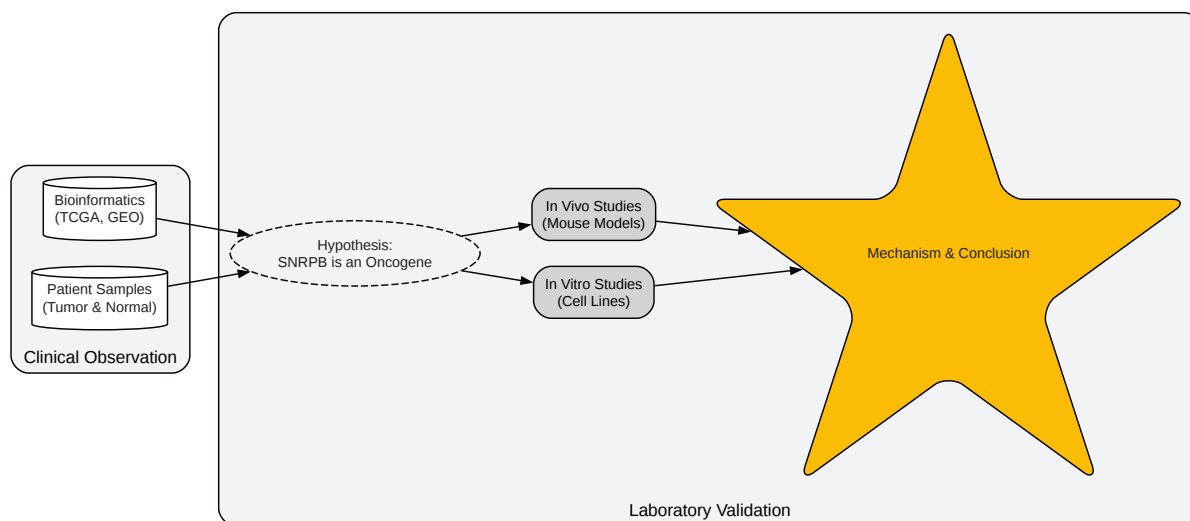 Bioinformatics
(TCGA, GEO)
Patient Samples
(Tumor & Normal)
Clinical Observation
Hypothesis:
SNRPB is an Oncogene
In Vivo Studies
(Mouse Models)
In Vitro Studies
(Cell Lines)
Mechanism & Conclusion
Laboratory Validation